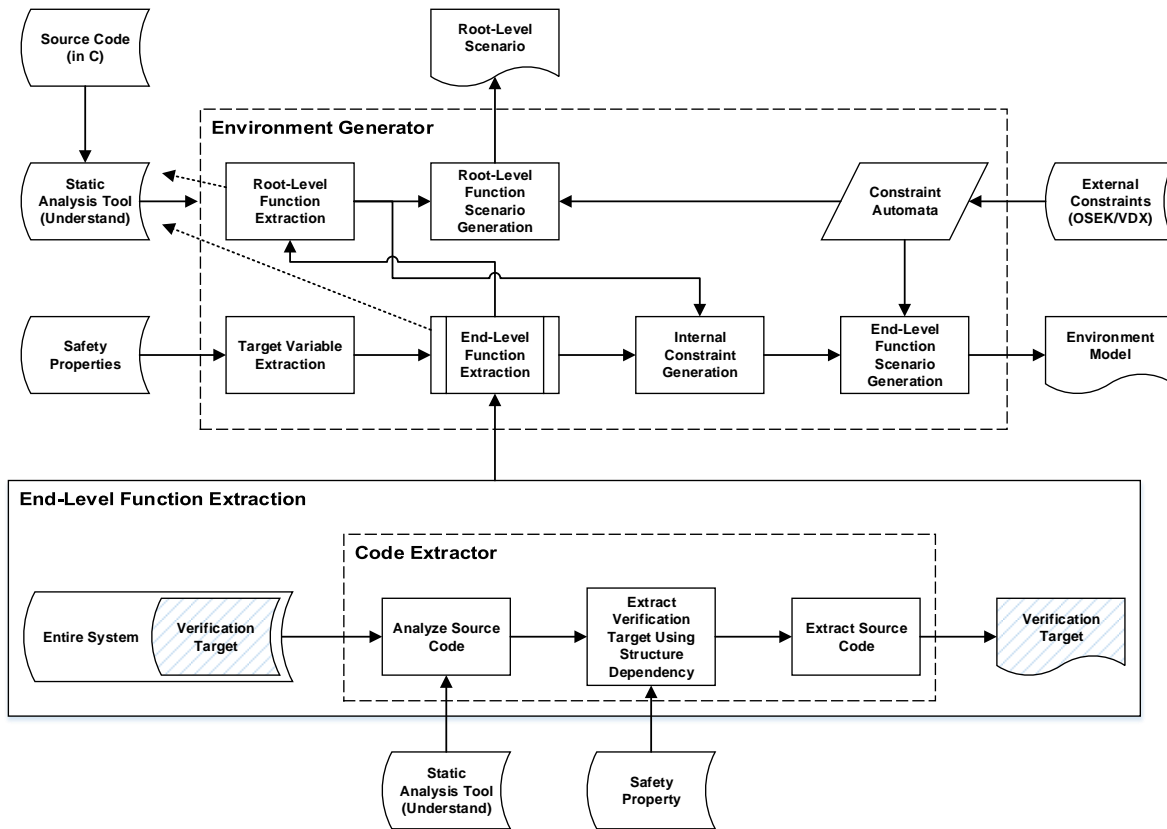 Source Code
(in C)
Root-Level
Scenario
Environment Generator
Static
Analysis Tool
(Understand)
Root-Level
Function
Extraction
Root-Level
Function
Scenario
Generation
Constraint
Automata
External
Constraints
(OSEK/VDX)
Safety
Properties
Target Variable
Extraction
End-Level
Function
Extraction
Internal
Constraint
Generation
End-Level
Function
Scenario
Generation
Environment
Model
End-Level Function Extraction
Code Extractor
Entire System
Verification
Target
Analyze Source
Code
Extract
Verification
Target Using
Structure
Dependency
Extract Source
Code
Verification
Target
Static
Analysis Tool
(Understand)
Safety
Property